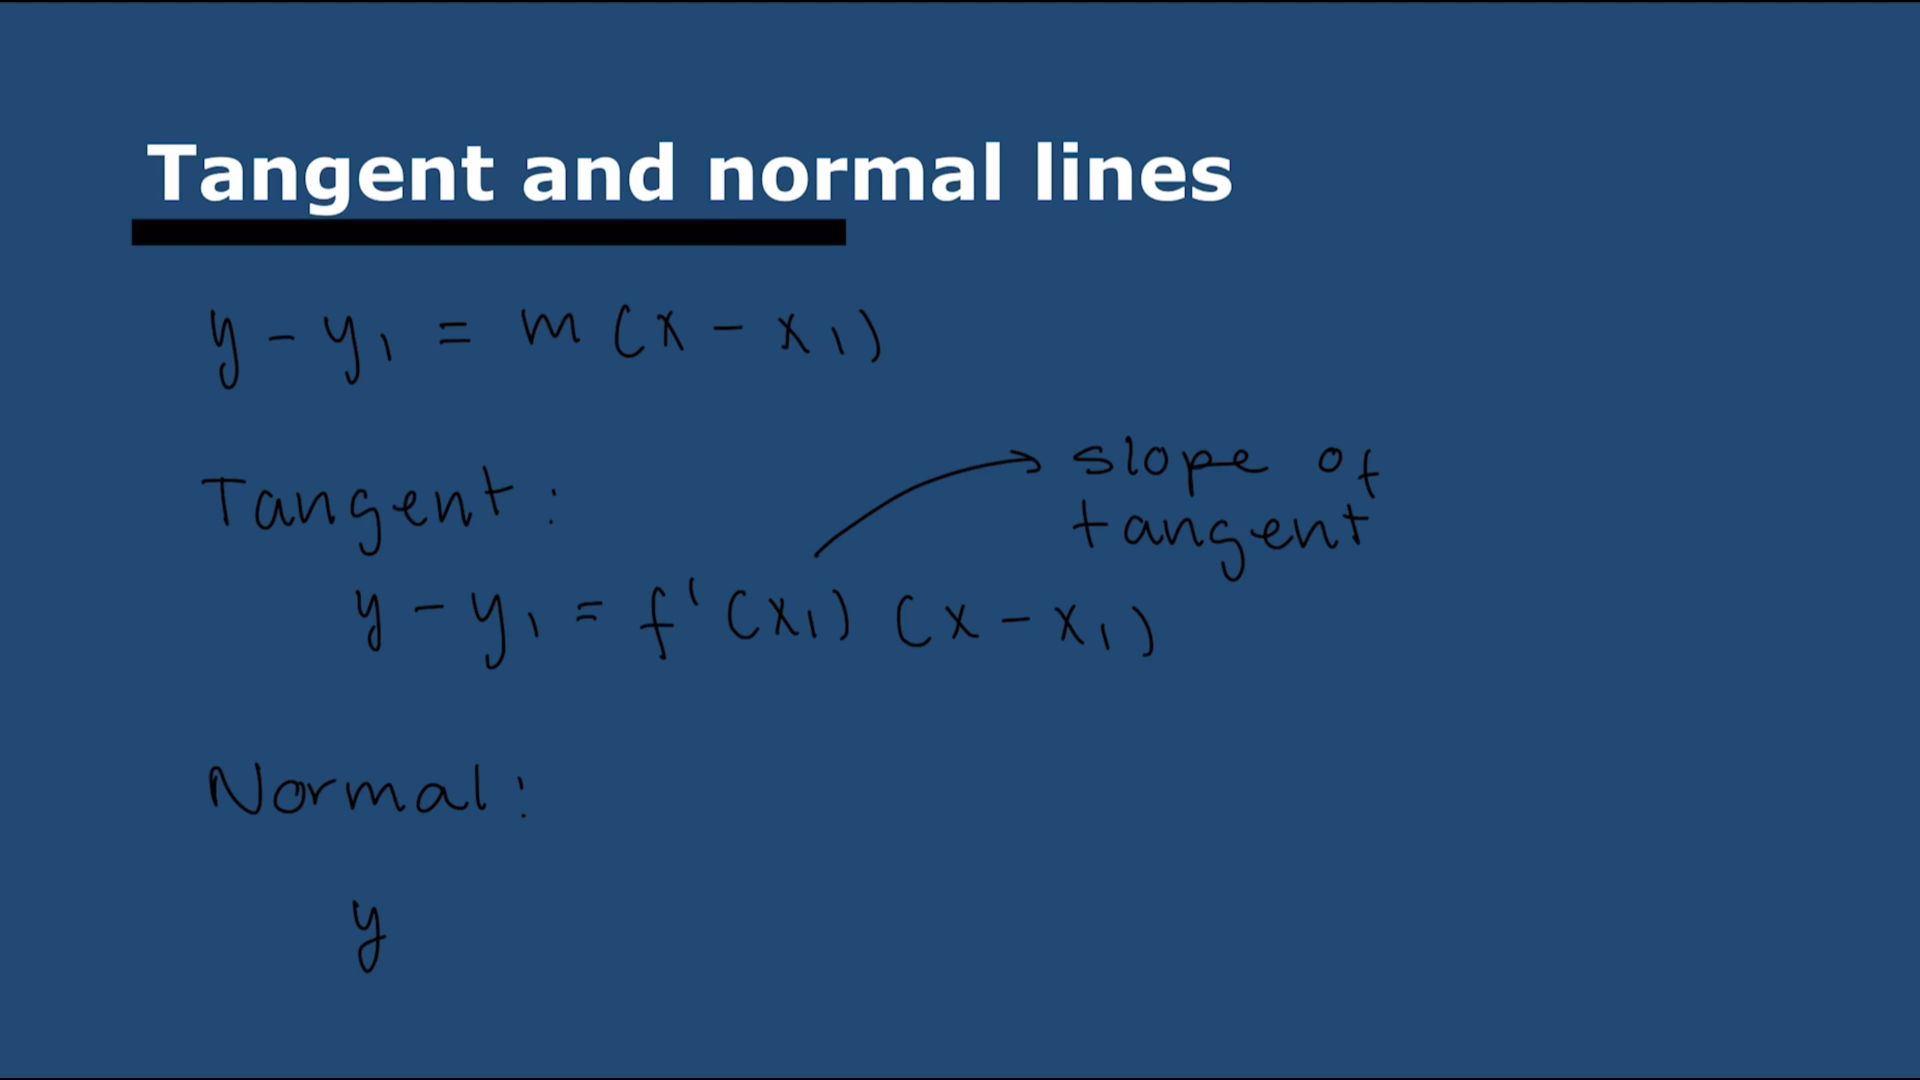 Tangent and normal lines
y - y₁ = m (x - x₁)
Tangent:
slope of
tangent
y - y₁ = f'(x₁) (x - x₁)
Normal:
y